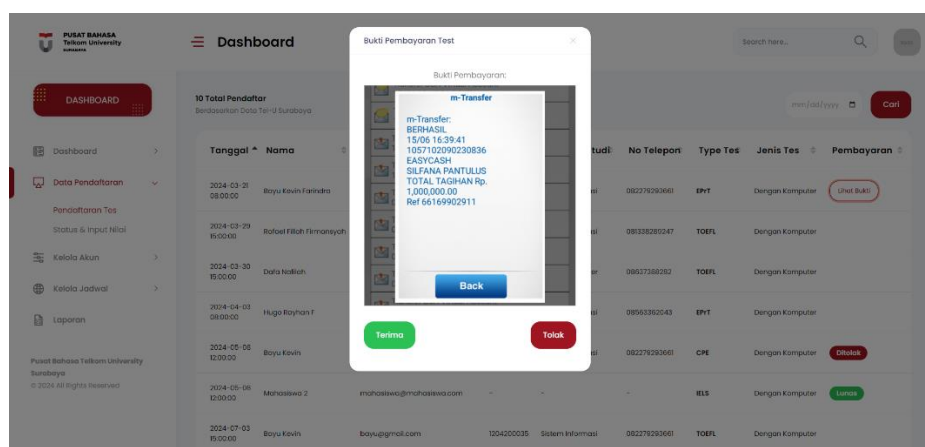 PUSAT BAHASA
Telkom University
SURABAYA
Dashboard
Search here...
DASHBOARD
Dashboard
Data Pendaftaran
Pendaftaran Tes
Status & Input Nilai
Kelola Akun
Kelola Jadwal
Laporan
Pusat Bahasa Telkom University
Surabaya
© 2024 All Rights Reserved
10 Total Pendaftar
Berdasarkan Data Tel-U Surabaya
mm/dd/yyyy
Cari
Tanggal Nama tudi No Telepon Type Tes Jenis Tes Pembayaran
2024-03-21
08:00:00 Bayu Kevin Farindra 082279293661 EPrT Dengan Komputer Lihat Bukti
2024-03-29
15:00:00 Rafael Fillah Firmansyah 081338289247 TOEFL Dengan Komputer
2024-03-30
15:00:00 TOEFL Dengan Komputer
2024-04-03
08:00:00 Hugo Rayhan F 08563362043 EPrT Dengan Komputer
2024-05-08
12:00:00 Bayu Kevin 082279293661 CPE Dengan Komputer Ditolak
2024-05-08
12:00:00 Mahasiswa 2 mahasiswa@mahasiswa.com - - - IELS Dengan Komputer Lunas
2024-07-03
15:00:00 Bayu Kevin bayu@gmail.com 1204200035 Sistem Informasi 082279293661 TOEFL Dengan Komputer
Bukti Pembayaran Test
Bukti Pembayaran:
m-Transfer
m-Transfer:
BERHASIL
15/06 16:39:41
1057102090230836
EASYCASH
SILFANA PANTULUS
TOTAL TAGIHAN Rp.
1,000,000.00
Ref 66169902911
Back
Terima
Tolak